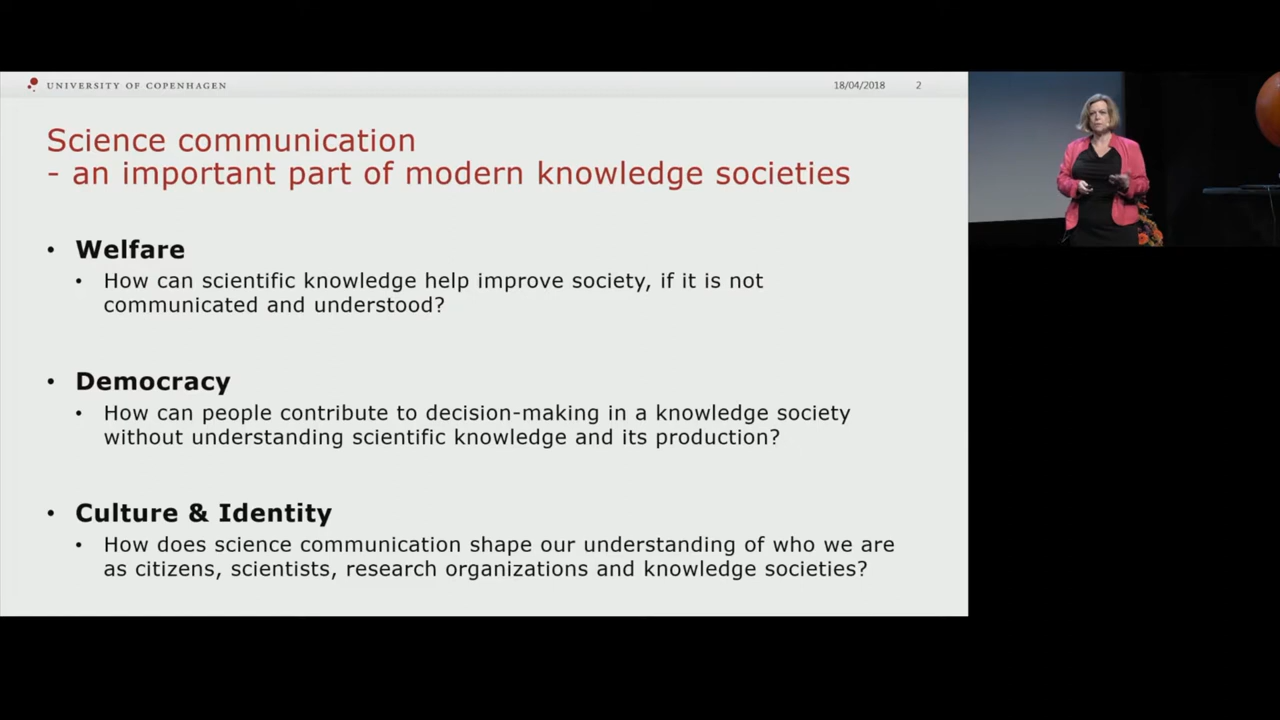 UNIVERSITY OF COPENHAGEN
18/04/2018 2
Science communication
- an important part of modern knowledge societies
• Welfare
• How can scientific knowledge help improve society, if it is not
communicated and understood?
• Democracy
• How can people contribute to decision-making in a knowledge society
without understanding scientific knowledge and its production?
• Culture & Identity
• How does science communication shape our understanding of who we are
as citizens, scientists, research organizations and knowledge societies?